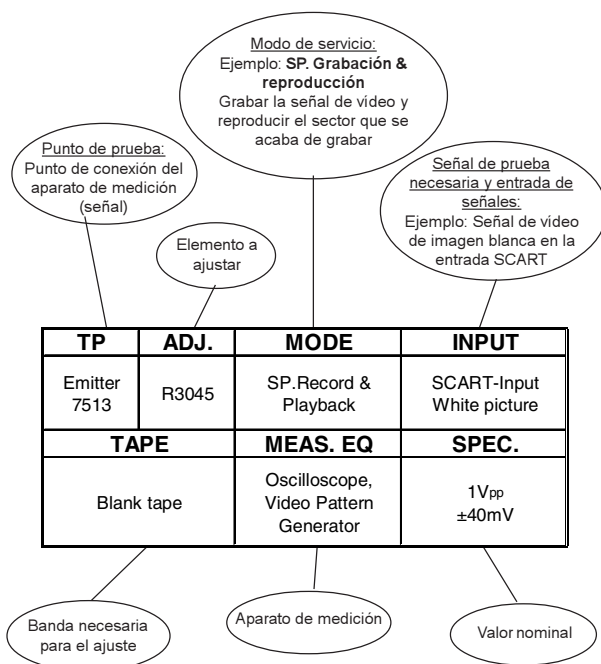 Modo de servicio:
Ejemplo: SP. Grabación &
reproducción
Grabar la señal de vídeo y
reproducir el sector que se
acaba de grabar
Punto de prueba:
Punto de conexión del
aparato de medición
(señal)
Señal de prueba
necesaria y entrada de
señales:
Ejemplo: Señal de vídeo
de imagen blanca en la
entrada SCART
Elemento a
ajustar
TP ADJ. MODE INPUT
Emitter
7513
R3045
SP.Record &
Playback
SCART-Input
White picture
TAPE MEAS. EQ SPEC.
Blank tape
Oscilloscope,
Video Pattern
Generator
1Vpp
±40mV
Banda necesaria
para el ajuste
Aparato de medición
Valor nominal